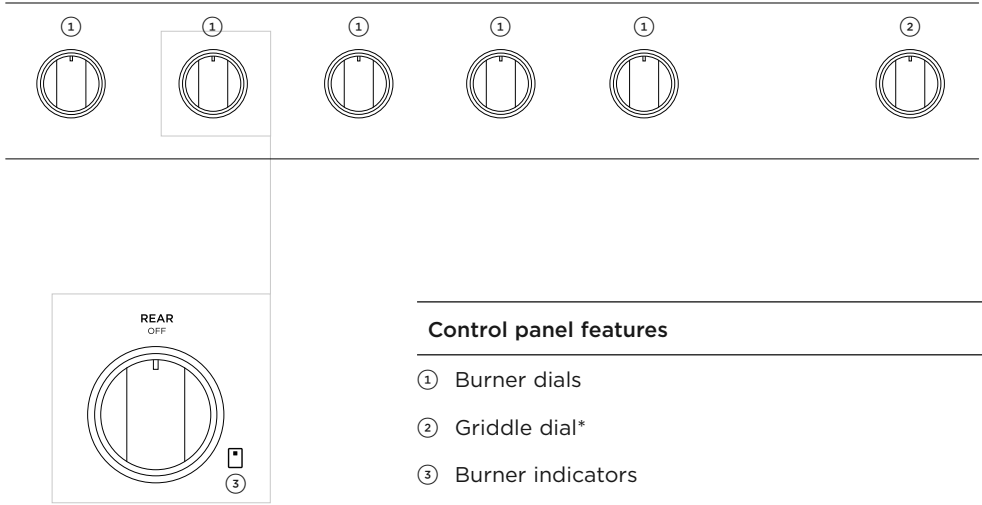 ① ① ① ① ① ②
REAR
OFF
③
Control panel features
① Burner dials
② Griddle dial*
③ Burner indicators